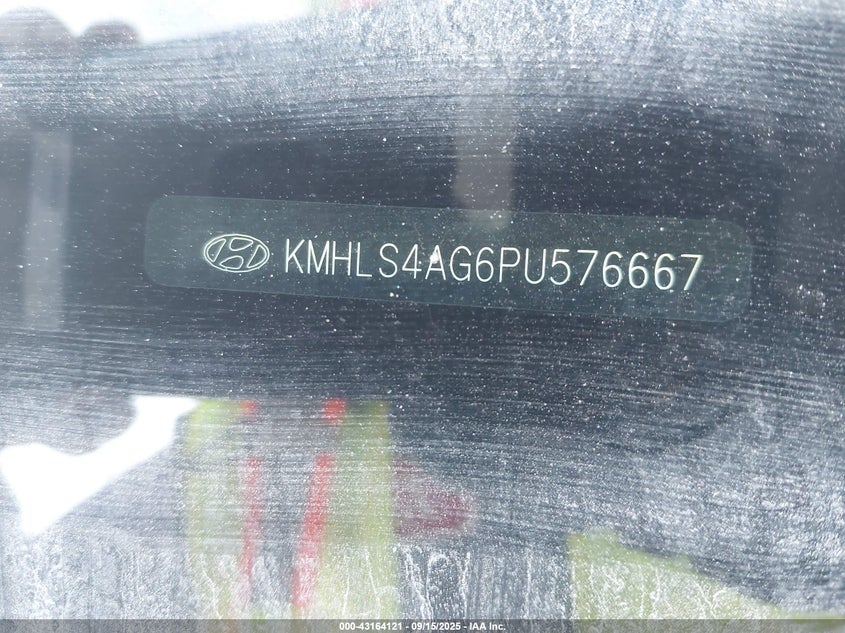 KMHLS4AG6PU576667
000-43164121 - 09/15/2025 - IAA Inc.